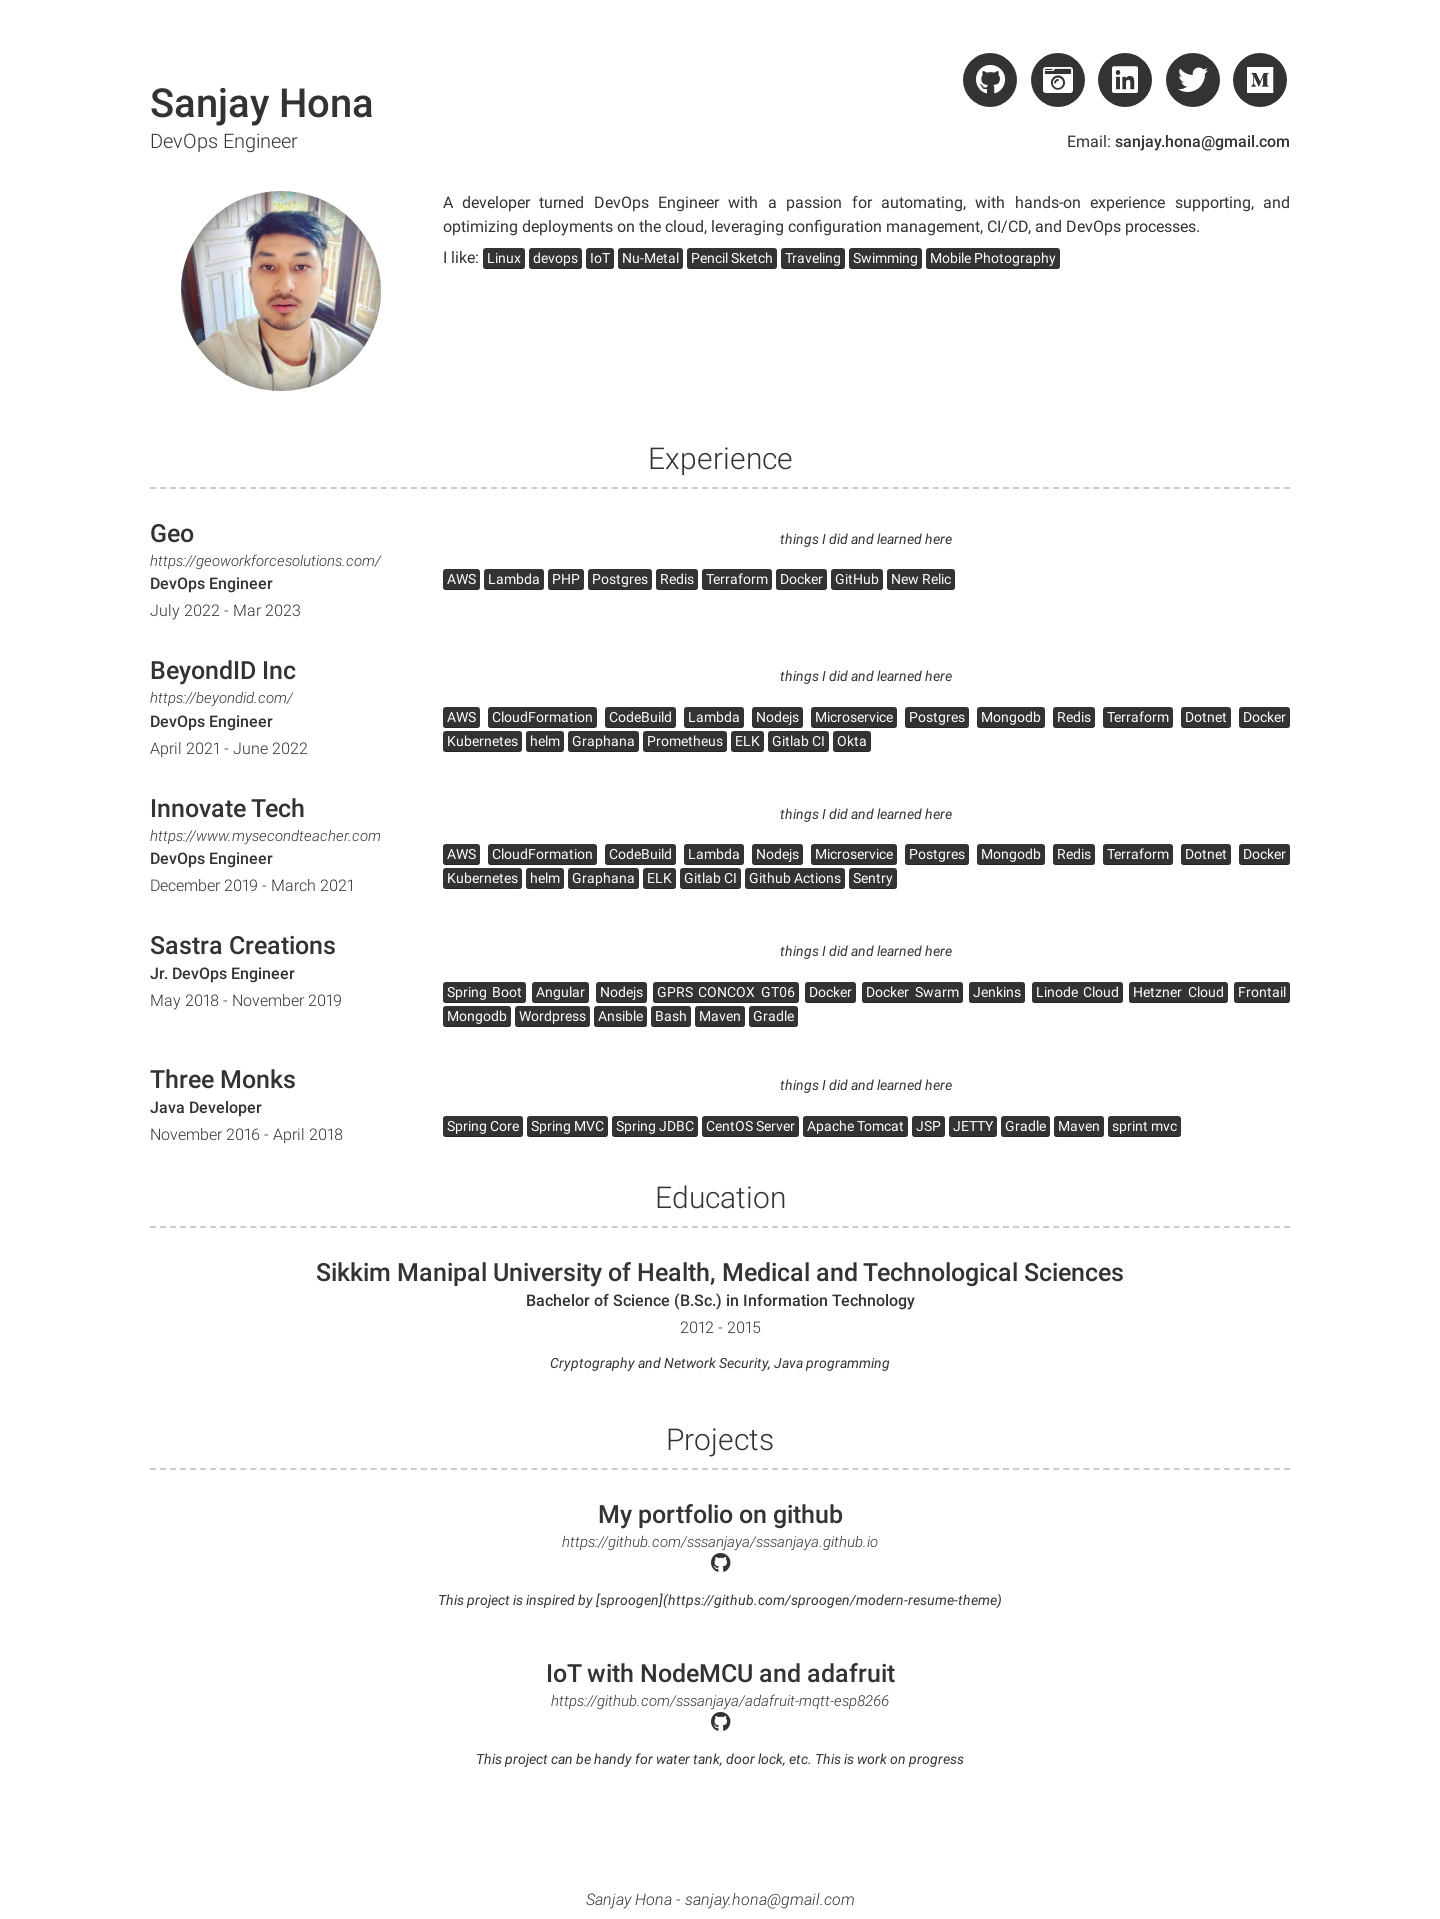 Sanjay Hona
DevOps Engineer
Email: sanjay.hona@gmail.com
A developer turned DevOps Engineer with a passion for automating, with hands-on experience supporting, and
optimizing deployments on the cloud, leveraging configuration management, CI/CD, and DevOps processes.
I like: Linux devops IoT Nu-Metal Pencil Sketch Traveling Swimming Mobile Photography
Experience
Geo
https://geoworkforcesolutions.com/
DevOps Engineer
July 2022 - Mar 2023
things I did and learned here
AWS Lambda PHP Postgres Redis Terraform Docker GitHub New Relic
BeyondID Inc
https://beyondid.com/
DevOps Engineer
April 2021 - June 2022
things I did and learned here
AWS CloudFormation CodeBuild Lambda Nodejs Microservice Postgres Mongodb Redis Terraform Dotnet Docker
Kubernetes helm Graphana Prometheus ELK Gitlab CI Okta
Innovate Tech
https://www.mysecondteacher.com
DevOps Engineer
December 2019 - March 2021
things I did and learned here
AWS CloudFormation CodeBuild Lambda Nodejs Microservice Postgres Mongodb Redis Terraform Dotnet Docker
Kubernetes helm Graphana ELK Gitlab CI Github Actions Sentry
Sastra Creations
Jr. DevOps Engineer
May 2018 - November 2019
things I did and learned here
Spring Boot Angular Nodejs GPRS CONCOX GT06 Docker Docker Swarm Jenkins Linode Cloud Hetzner Cloud Frontail
Mongodb Wordpress Ansible Bash Maven Gradle
Three Monks
Java Developer
November 2016 - April 2018
things I did and learned here
Spring Core Spring MVC Spring JDBC CentOS Server Apache Tomcat JSP JETTY Gradle Maven sprint mvc
Education
Sikkim Manipal University of Health, Medical and Technological Sciences
Bachelor of Science (B.Sc.) in Information Technology
2012 - 2015
Cryptography and Network Security, Java programming
Projects
My portfolio on github
https://github.com/sssanjaya/sssanjaya.github.io
This project is inspired by [sproogen](https://github.com/sproogen/modern-resume-theme)
IoT with NodeMCU and adafruit
https://github.com/sssanjaya/adafruit-mqtt-esp8266
This project can be handy for water tank, door lock, etc. This is work on progress
Sanjay Hona - sanjay.hona@gmail.com